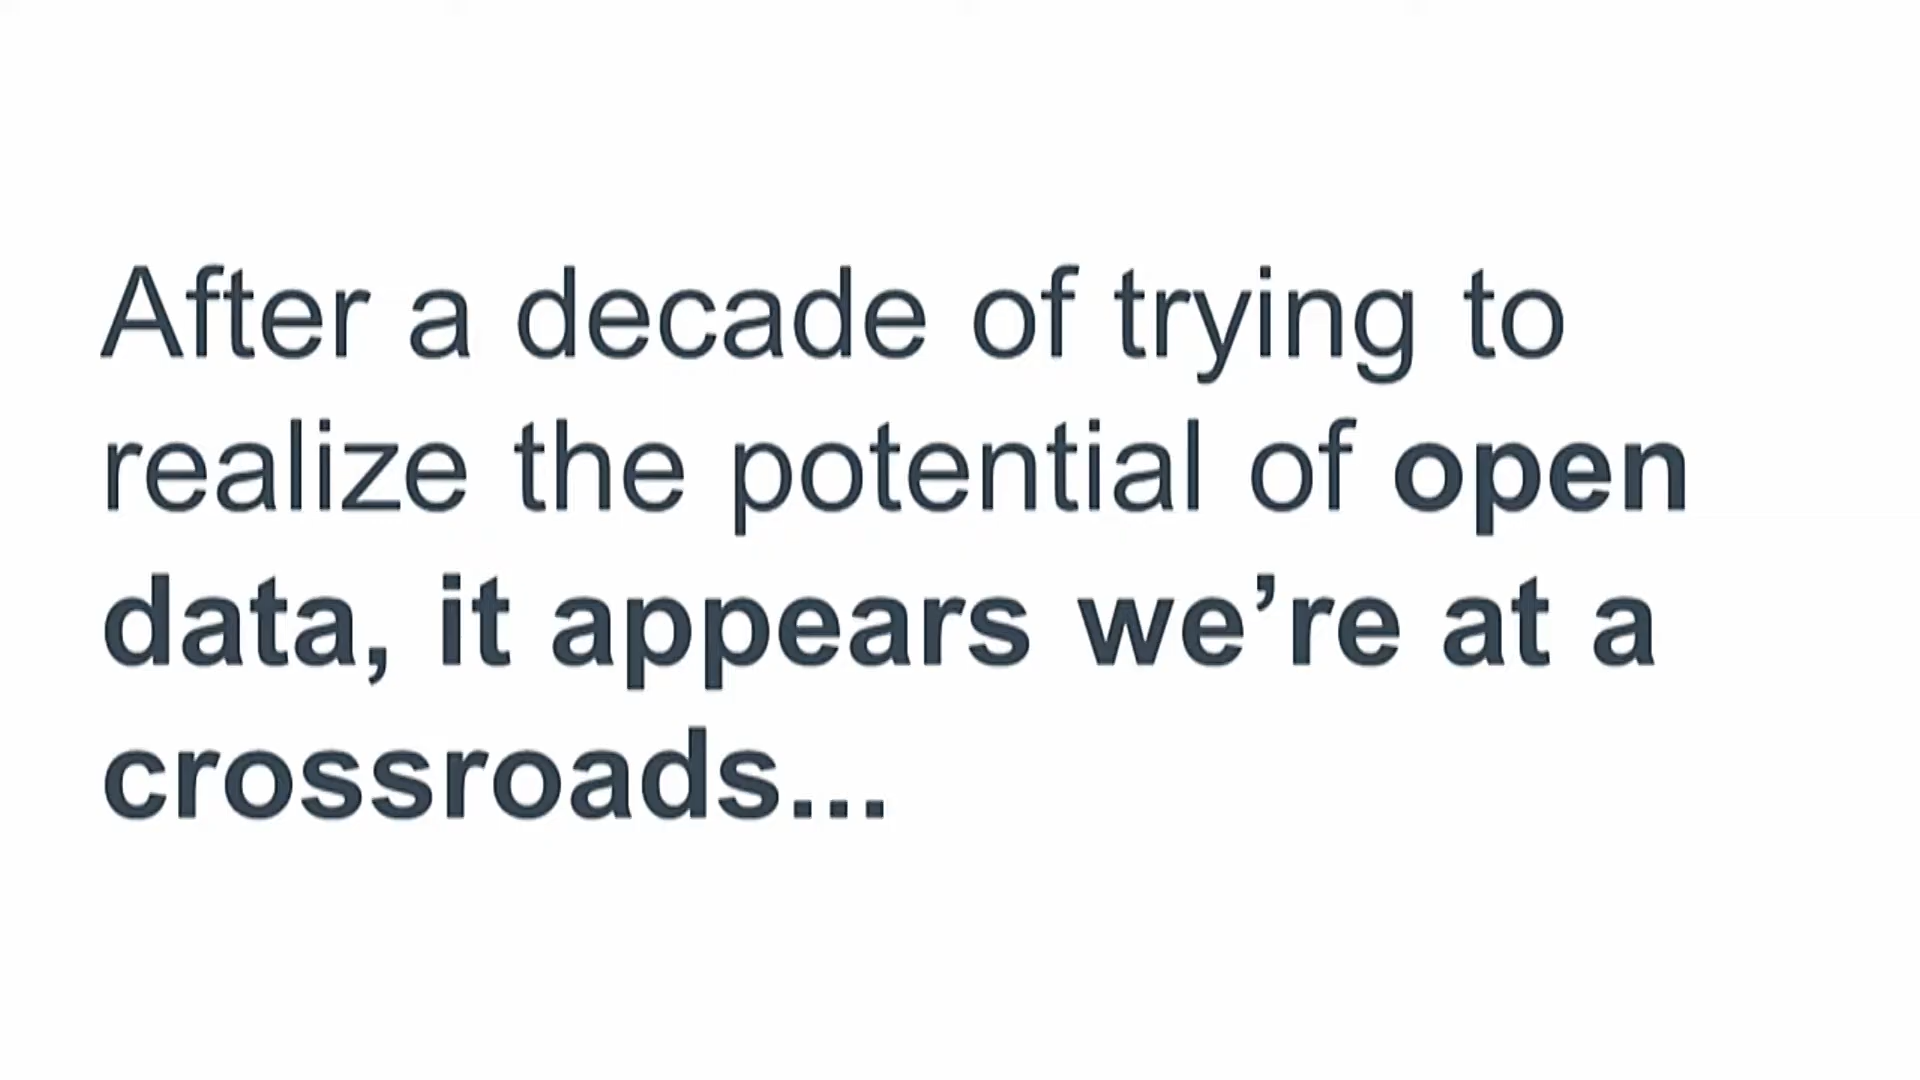 After a decade of trying to
realize the potential of open
data, it appears we’re at a
crossroads...